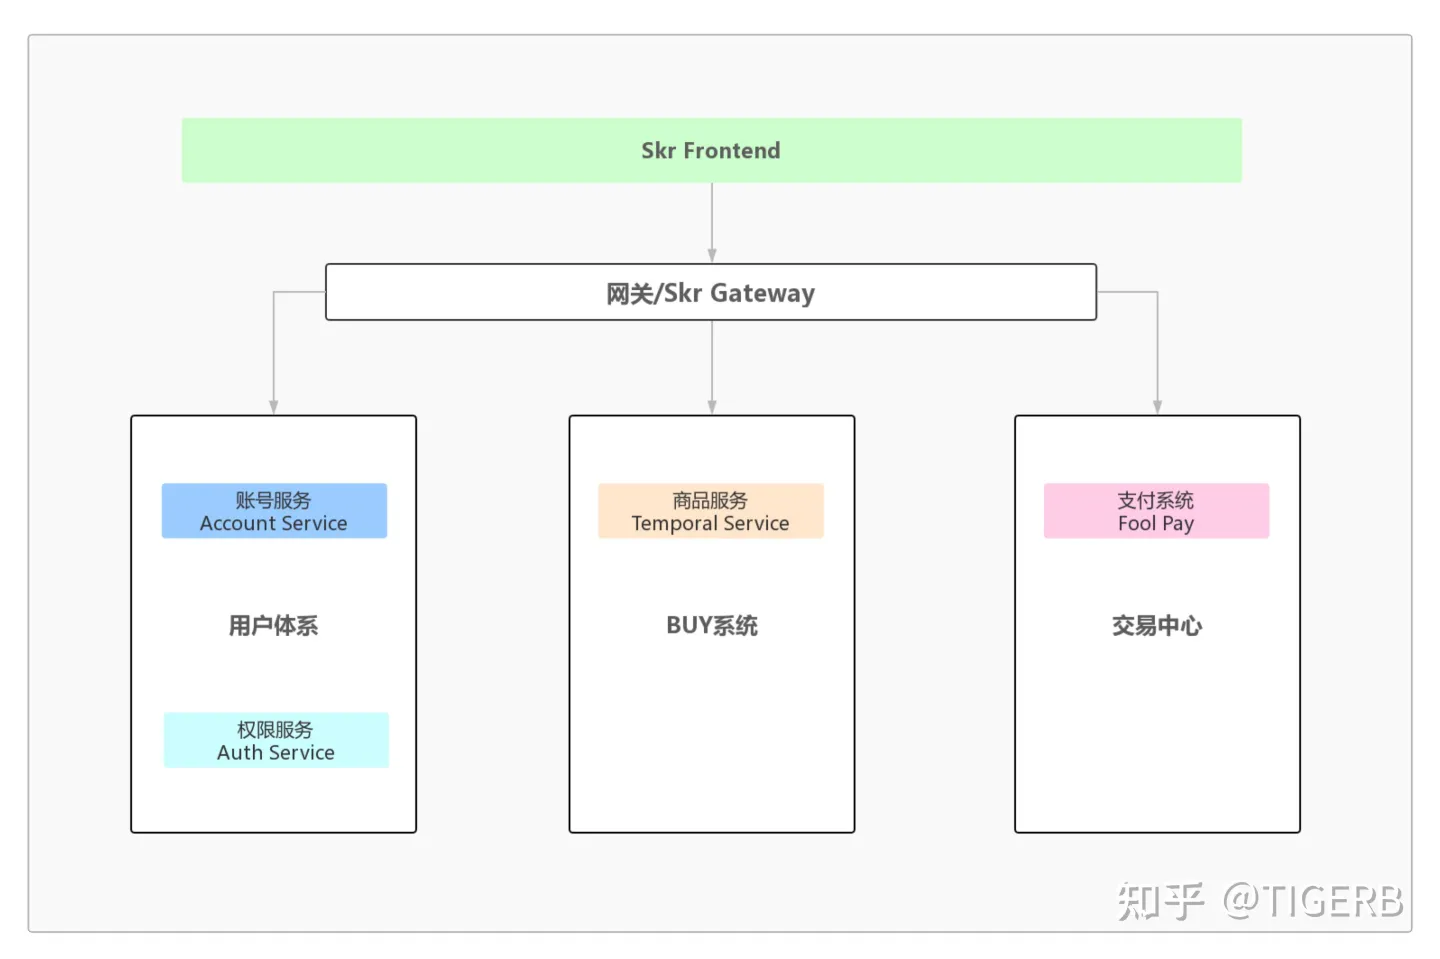 Skr Frontend
网关/Skr Gateway
账号服务
Account Service
用户体系
权限服务
Auth Service
商品服务
Temporal Service
BUY系统
支付系统
Fool Pay
交易中心
知乎 @TIGERB